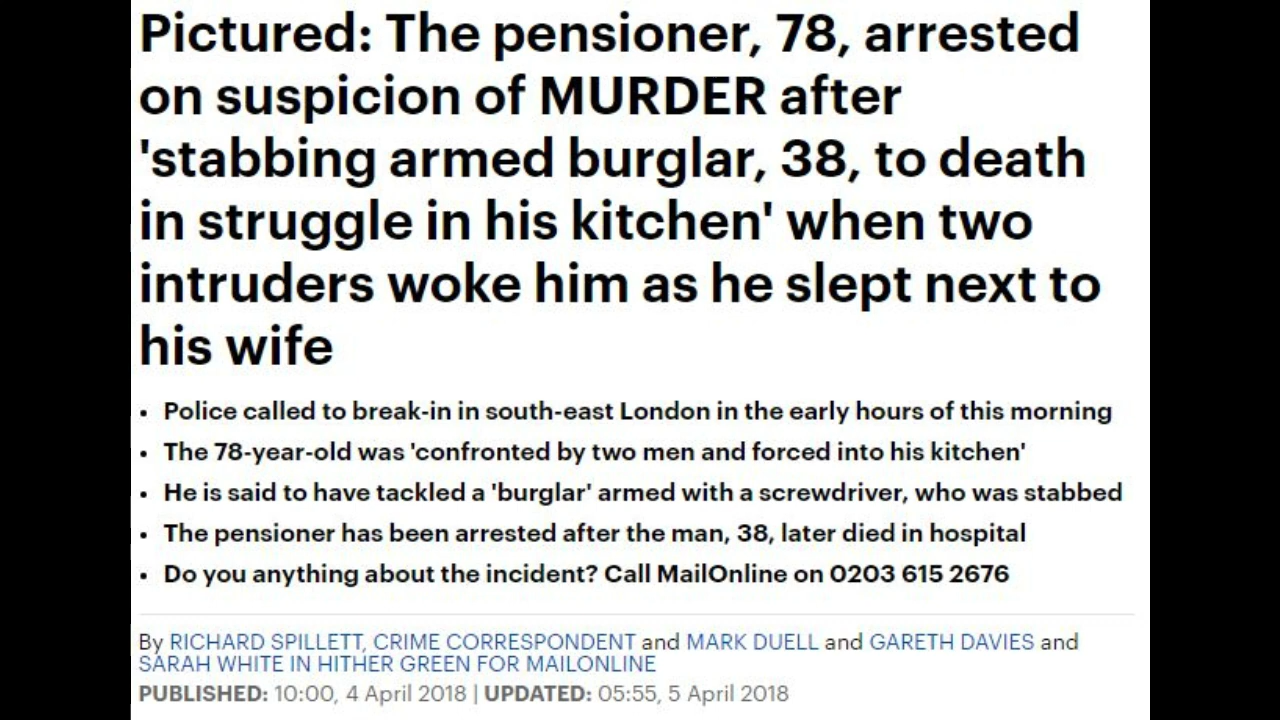 Pictured: The pensioner, 78, arrested
on suspicion of MURDER after
'stabbing armed burglar, 38, to death
in struggle in his kitchen' when two
intruders woke him as he slept next to
his wife
• Police called to break-in in south-east London in the early hours of this morning
• The 78-year-old was 'confronted by two men and forced into his kitchen'
• He is said to have tackled a 'burglar' armed with a screwdriver, who was stabbed
• The pensioner has been arrested after the man, 38, later died in hospital
• Do you anything about the incident? Call MailOnline on 0203 615 2676
By RICHARD SPILLETT, CRIME CORRESPONDENT and MARK DUELL and GARETH DAVIES and
SARAH WHITE IN HITHER GREEN FOR MAILONLINE
PUBLISHED: 10:00, 4 April 2018 | UPDATED: 05:55, 5 April 2018